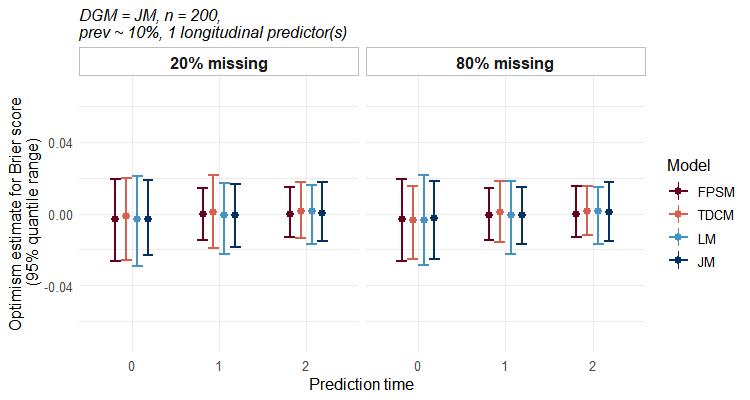 DGM = JM, n = 200,
prev ~ 10%, 1 longitudinal predictor(s)
20% missing
80% missing
Optimism estimate for Brier score
(95% quantile range)
0.04
0.00
-0.04
0
1
2
0
1
2
Prediction time
Model
FPSM
TDCM
LM
JM